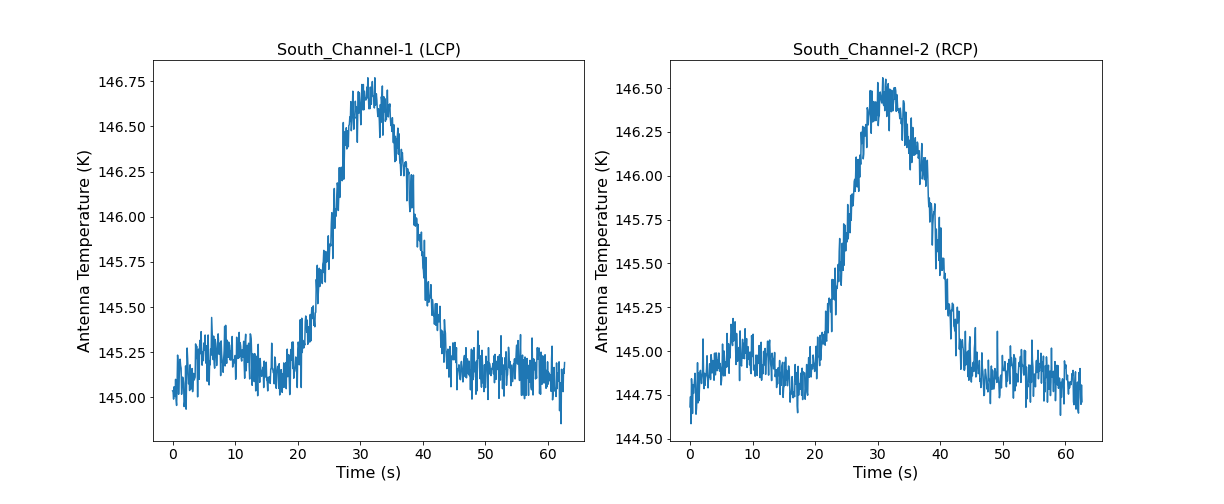 South_Channel-1 (LCP)
146.75
146.50
146.25
146.00
145.75
145.50
145.25
145.00
Antenna Temperature (K)
0 10 20 30 40 50 60
Time (s)
South_Channel-2 (RCP)
146.50
146.25
146.00
145.75
145.50
145.25
145.00
144.75
144.50
Antenna Temperature (K)
0 10 20 30 40 50 60
Time (s)